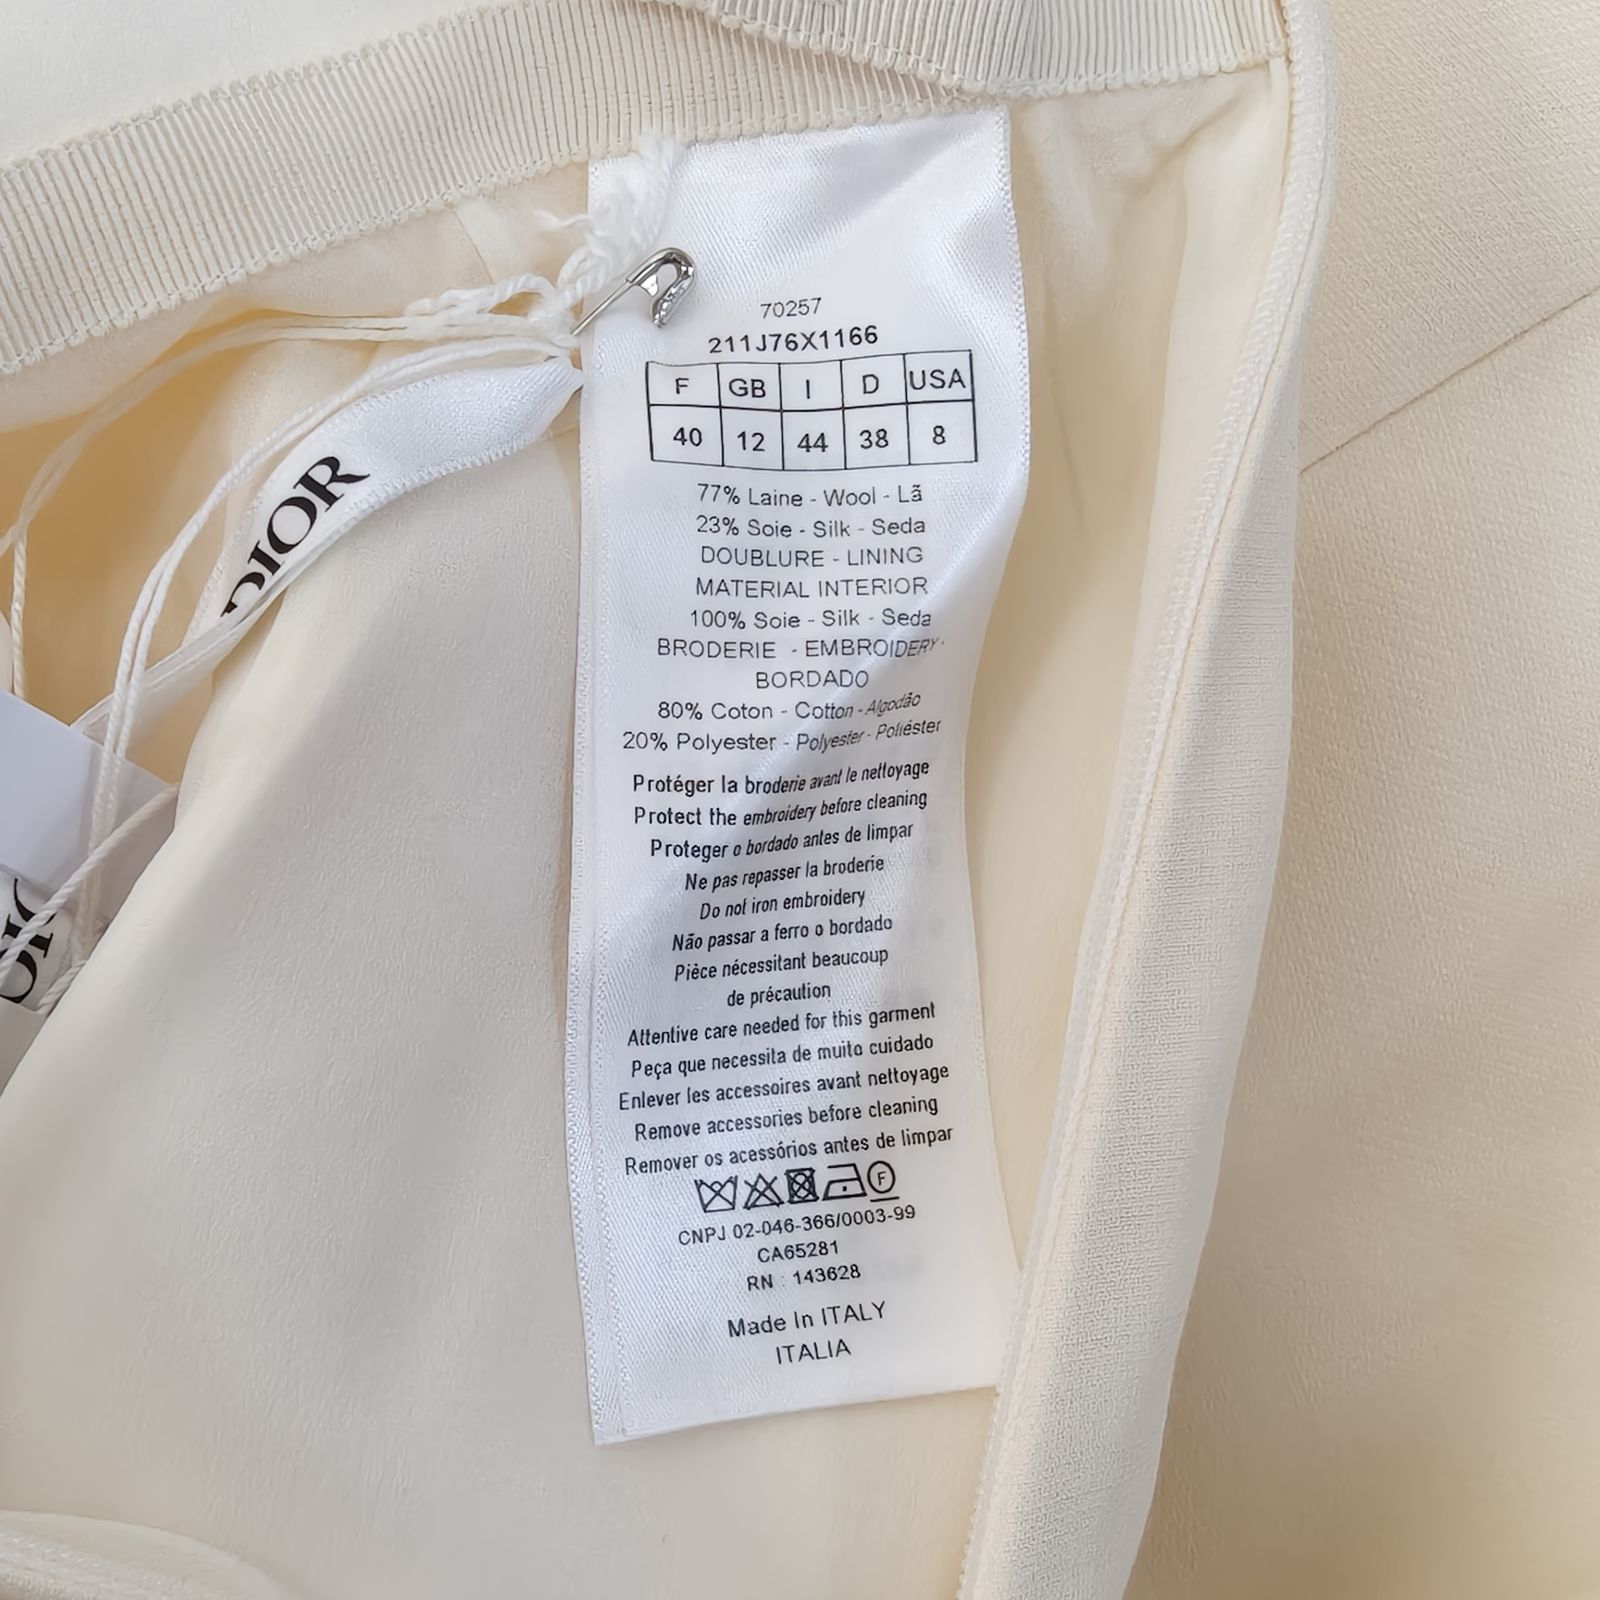 70257
211J76X1166
F GB I D USA
40 12 44 38 8
77% Laine - Wool - Lã
23% Soie - Silk - Seda
DOUBLURE - LINING
MATERIAL INTERIOR
100% Soie - Silk - Seda
BRODERIE - EMBROIDERY -
BORDADO
80% Coton - Cotton - Algodão
20% Polyester - Polyester - Poliéster
Protéger la broderie avant le nettoyage
Protect the embroidery before cleaning
Proteger o bordado antes de limpar
Ne pas repasser la broderie
Do not iron embroidery
Não passar a ferro o bordado
Pièce nécessitant beaucoup
de précaution
Attentive care needed for this garment
Peça que necessita de muito cuidado
Enlever les accessoires avant nettoyage
Remove accessories before cleaning
Remover os acessórios antes de limpar
F
CNPJ 02-046-366/0003-99
CA65281
RN : 143628
Made In ITALY
ITALIA
DIOR